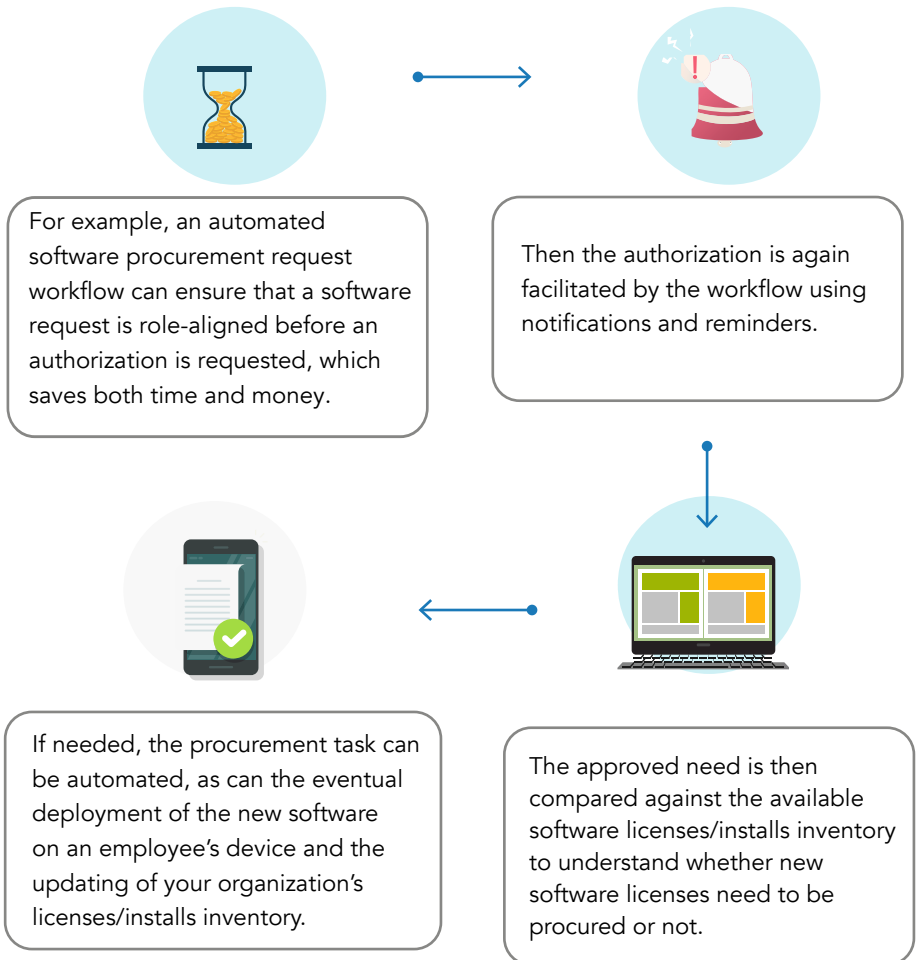 For example, an automated
software procurement request
workflow can ensure that a software
request is role-aligned before an
authorization is requested, which
saves both time and money.
Then the authorization is again
facilitated by the workflow using
notifications and reminders.
The approved need is then
compared against the available
software licenses/installs inventory
to understand whether new
software licenses need to be
procured or not.
If needed, the procurement task can
be automated, as can the eventual
deployment of the new software
on an employee’s device and the
updating of your organization’s
licenses/installs inventory.